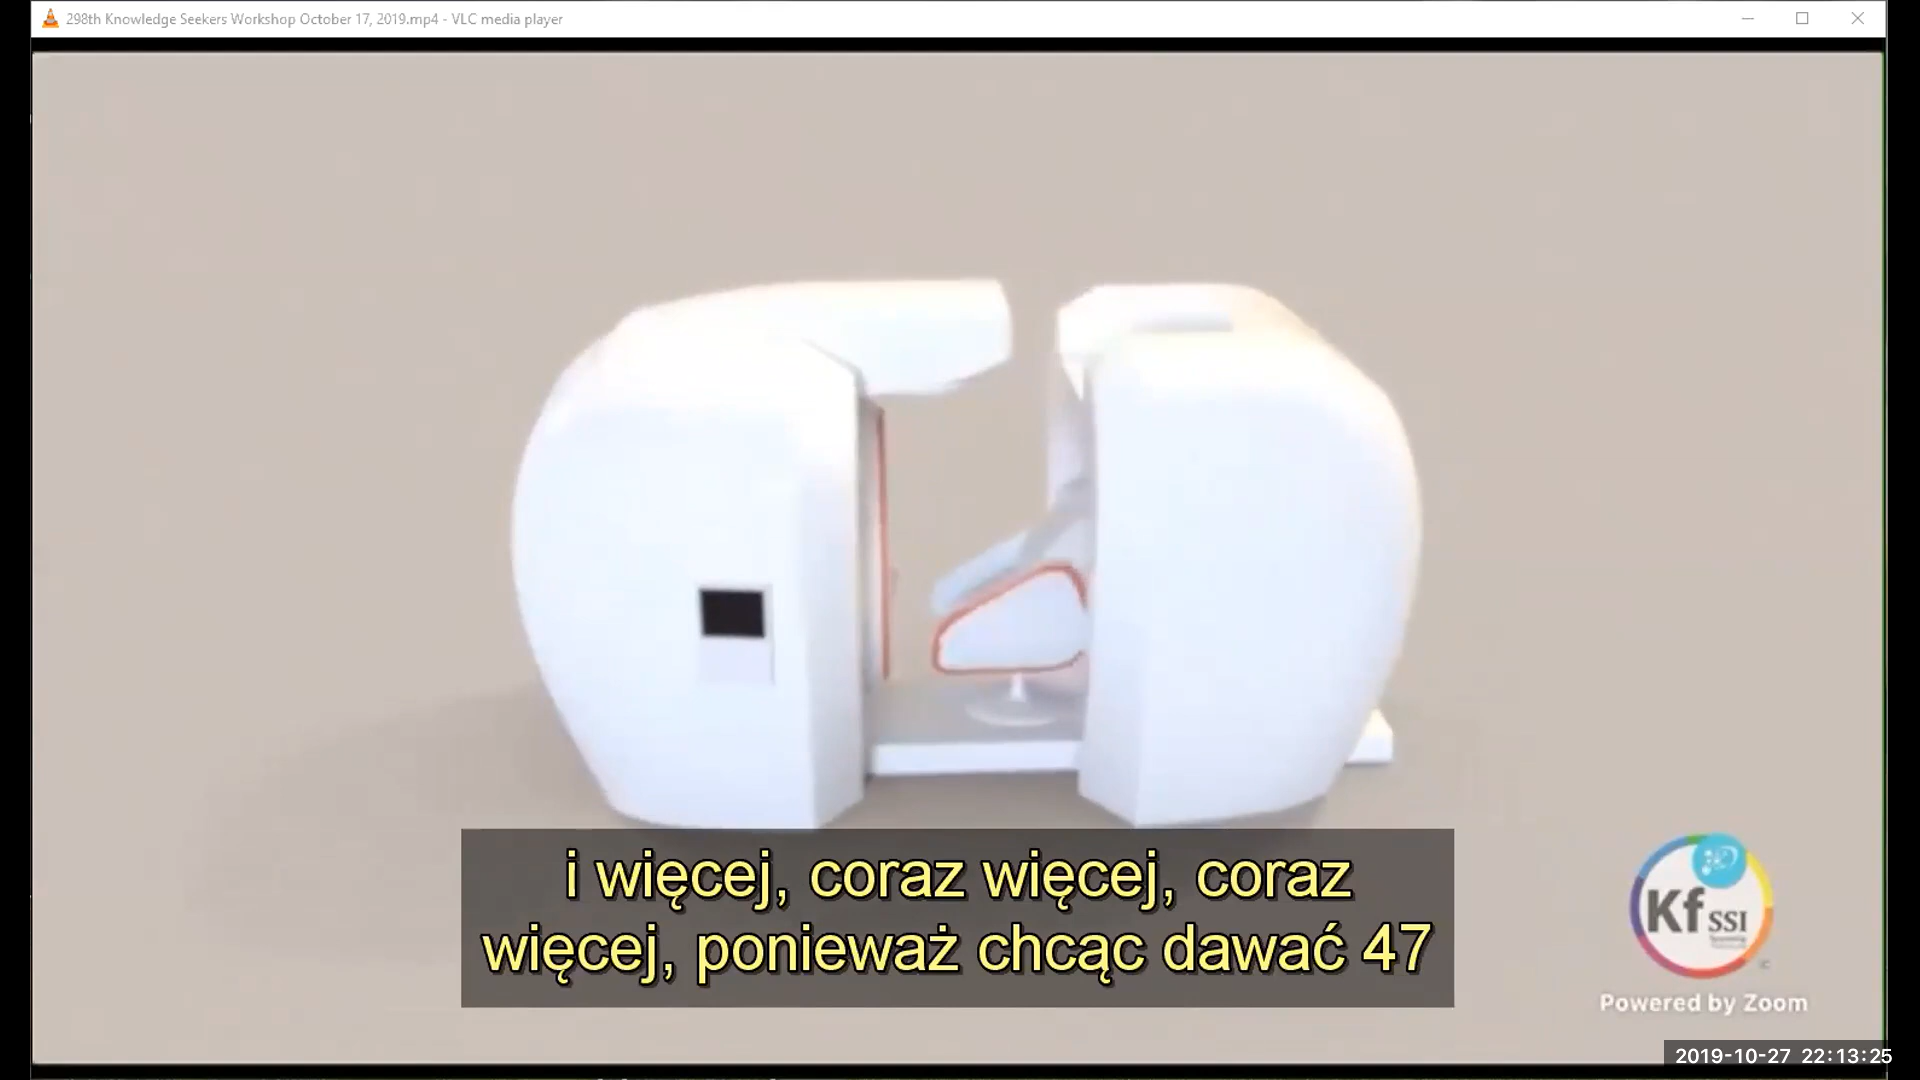 298th Knowledge Seekers Workshop October 17, 2019.mp4 - VLC media player
i więcej, coraz więcej, coraz
więcej, ponieważ chcąc dawać 47
Kf SSI
Powered by Zoom
2019-10-27 22:13:25